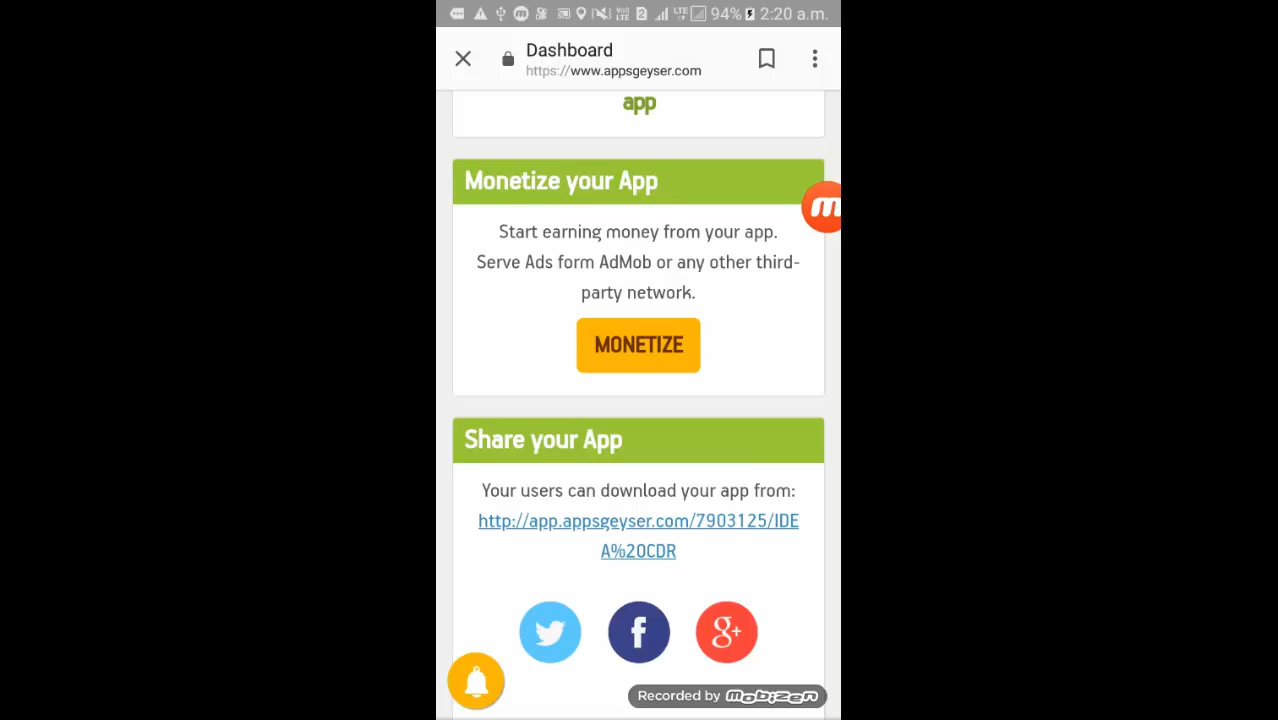 94% 2:20 a.m.
Dashboard
https://www.appsgeyser.com
app
Monetize your App
Start earning money from your app.
Serve Ads form AdMob or any other third-
party network.
MONETIZE
Share your App
Your users can download your app from:
http://app.appsgeyser.com/7903125/IDE
A%20CDR
Recorded by mobizen